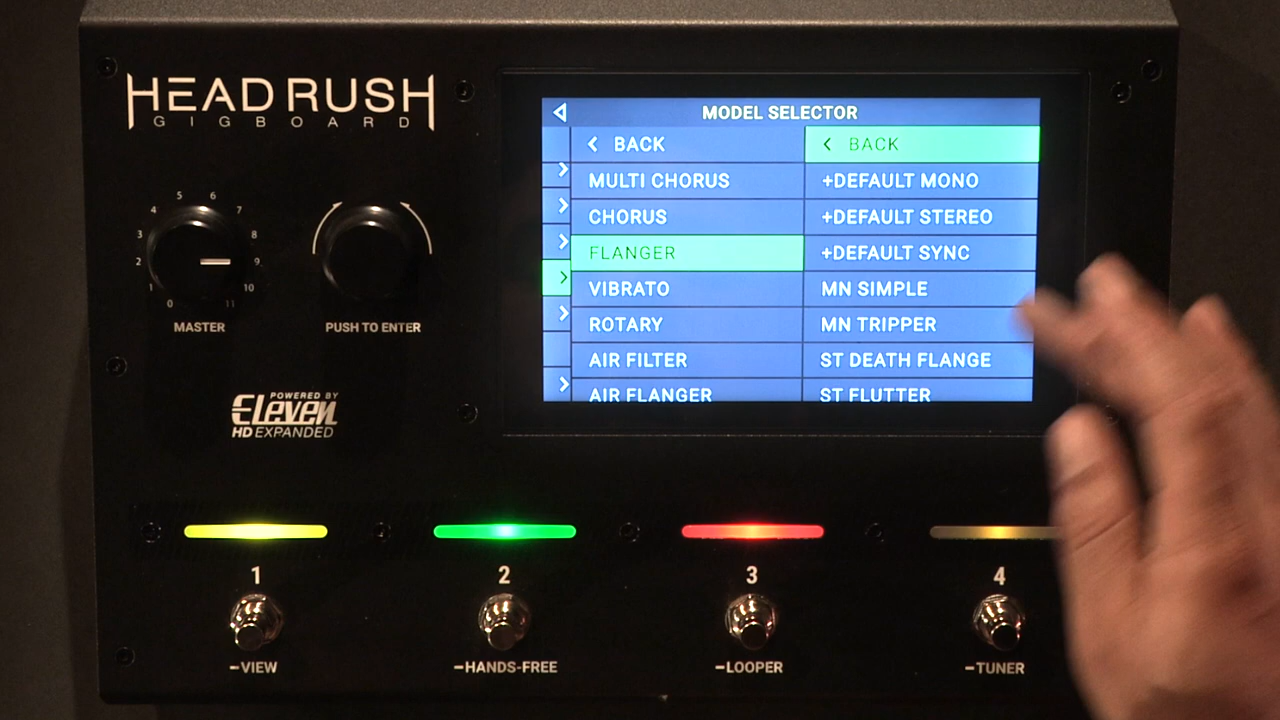 HEADRUSH
GIGBOARD
MODEL SELECTOR
BACK
MULTI CHORUS
CHORUS
FLANGER
VIBRATO
ROTARY
AIR FILTER
AIR FLANGER
BACK
+DEFAULT MONO
+DEFAULT STEREO
+DEFAULT SYNC
MN SIMPLE
MN TRIPPER
ST DEATH FLANGE
ST FLUTTER
0 1 2 3 4 5 6 7 8 9 10 11
MASTER
PUSH TO ENTER
POWERED BY
Eleven
HD EXPANDED
1
2
3
4
–VIEW
–HANDS-FREE
–LOOPER
–TUNER